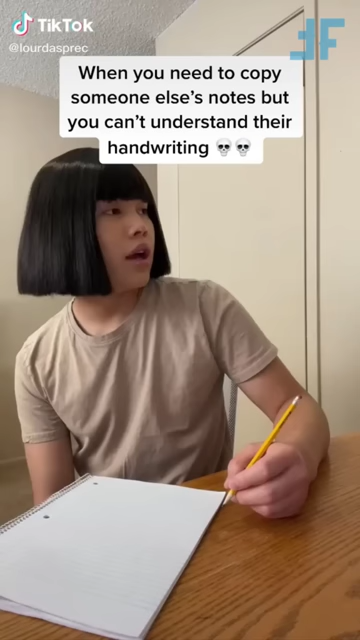 TikTok
@lourdasprec
When you need to copy
someone else's notes but
you can't understand their
handwriting 💀💀